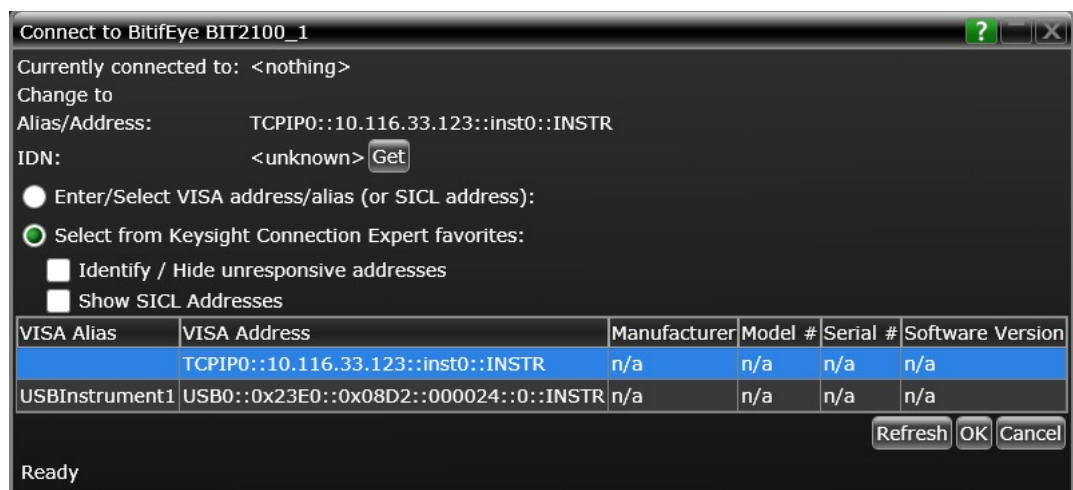 Connect to BitifEye BIT2100_1 ?
Currently connected to: <nothing>
Change to
Alias/Address: TCPIP0::10.116.33.123::inst0::INSTR
IDN: <unknown> Get
Enter/Select VISA address/alias (or SICL address):
Select from Keysight Connection Expert favorites:
Identify / Hide unresponsive addresses
Show SICL Addresses
VISA Alias VISA Address Manufacturer Model # Serial # Software Version
TCPIP0::10.116.33.123::inst0::INSTR n/a n/a n/a n/a
USBInstrument1 USB0::0x23E0::0x08D2::000024::0::INSTR n/a n/a n/a n/a
Refresh OK Cancel
Ready